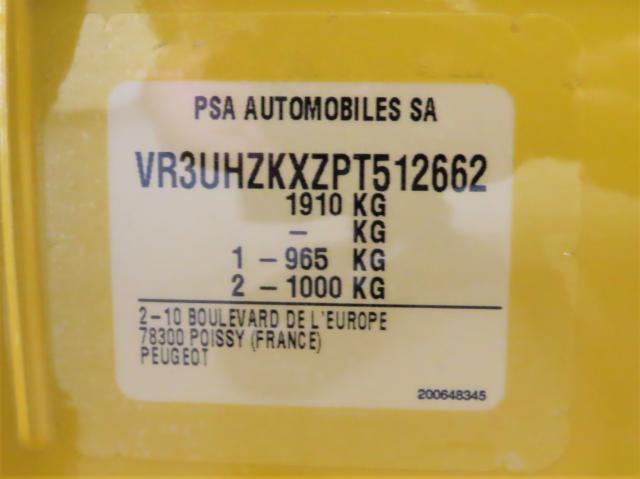 PSA AUTOMOBILES SA
VR3UHZKXZPT512662
1910 KG
– KG
1 – 965 KG
2 – 1000 KG
2–10 BOULEVARD DE L'EUROPE
78300 POISSY (FRANCE)
PEUGEOT
200648345